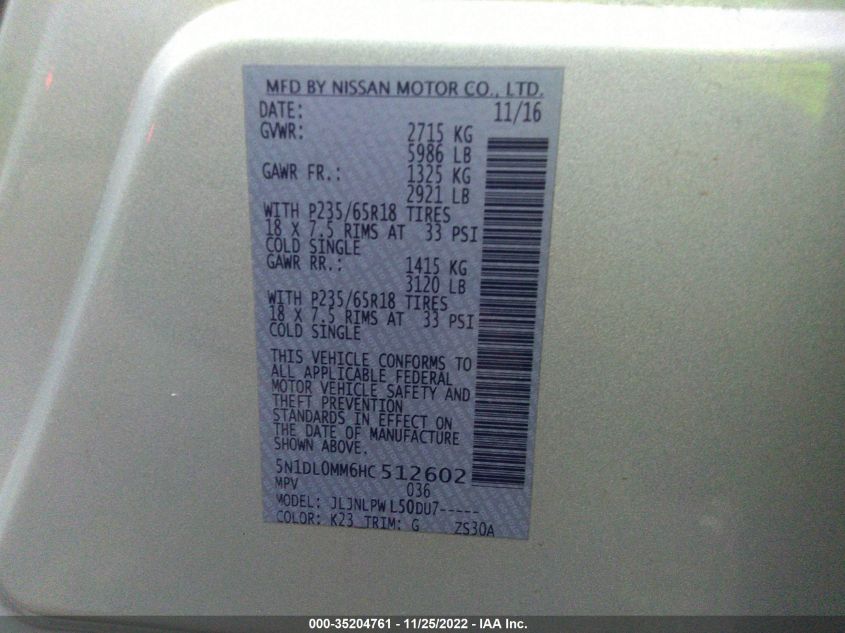 MFD BY NISSAN MOTOR CO., LTD.
DATE: 11/16
GVWR: 2715 KG
5986 LB
GAWR FR.: 1325 KG
2921 LB
WITH P235/65R18 TIRES
18 X 7.5 RIMS AT 33 PSI
COLD SINGLE
GAWR RR.: 1415 KG
3120 LB
WITH P235/65R18 TIRES
18 X 7.5 RIMS AT 33 PSI
COLD SINGLE
THIS VEHICLE CONFORMS TO
ALL APPLICABLE FEDERAL
MOTOR VEHICLE SAFETY AND
THEFT PREVENTION
STANDARDS IN EFFECT ON
THE DATE OF MANUFACTURE
SHOWN ABOVE.
5N1DL0MM6HC512602
MPV 036
MODEL: JLJNLPW L50DU7-----
COLOR: K23 TRIM: G ZS30A
000-35204761 - 11/25/2022 - IAA Inc.